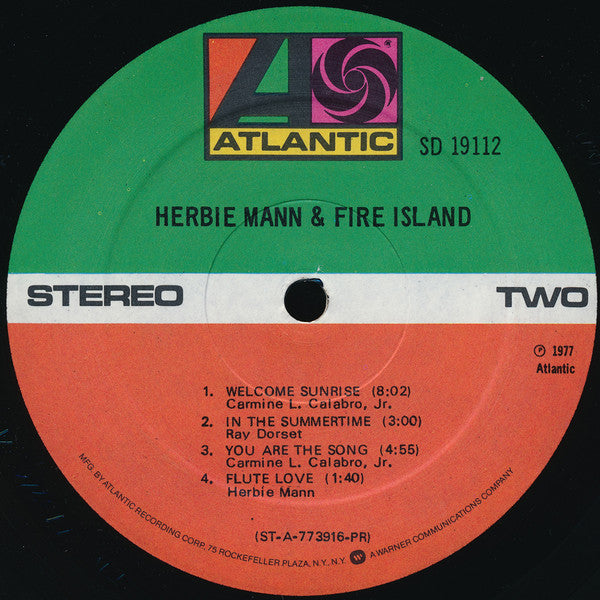 ATLANTIC
SD 19112
HERBIE MANN & FIRE ISLAND
STEREO
TWO
℗ 1977
Atlantic
1. WELCOME SUNRISE (8:02)
Carmine L. Calabro, Jr.
2. IN THE SUMMERTIME (3:00)
Ray Dorset
3. YOU ARE THE SONG (4:55)
Carmine L. Calabro, Jr.
4. FLUTE LOVE (1:40)
Herbie Mann
(ST-A-773916-PR)
MFG. BY ATLANTIC RECORDING CORP. 75 ROCKEFELLER PLAZA, N.Y., N.Y. A WARNER COMMUNICATIONS COMPANY